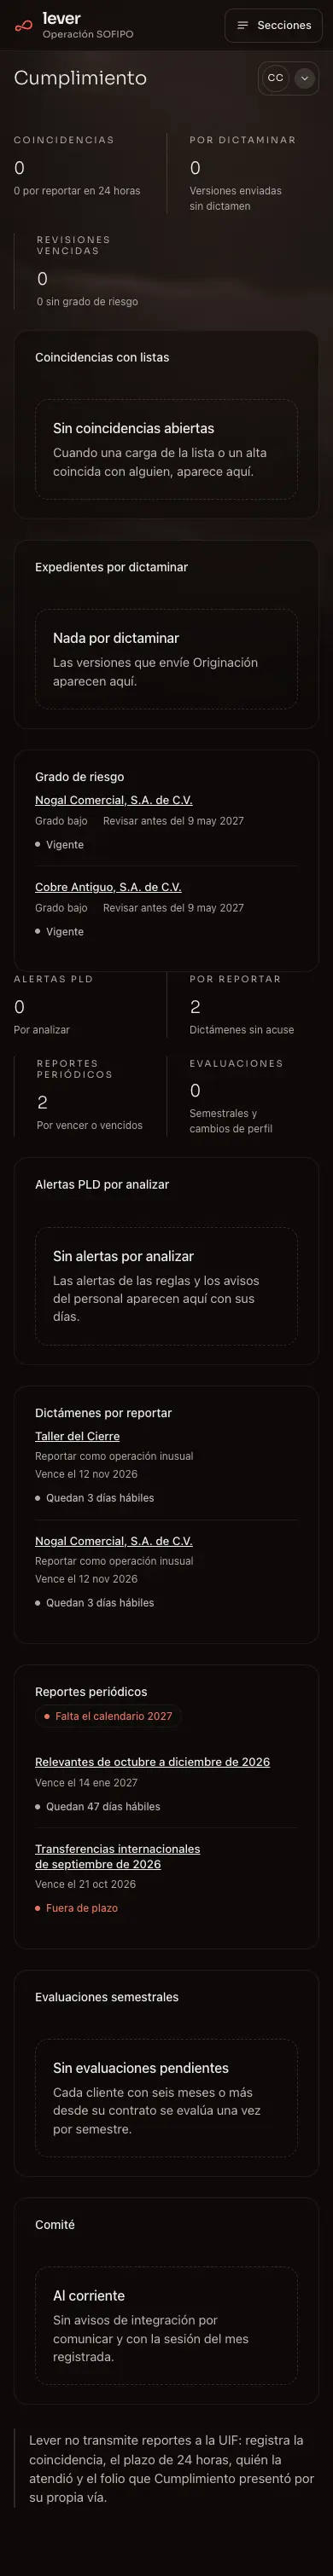 lever
Operación SOFIPO
Secciones
Cumplimiento
CC
COINCIDENCIAS
0
0 por reportar en 24 horas
POR DICTAMINAR
0
Versiones enviadas
sin dictamen
REVISIONES
VENCIDAS
0
0 sin grado de riesgo
Coincidencias con listas
Sin coincidencias abiertas
Cuando una carga de la lista o un alta
coincida con alguien, aparece aquí.
Expedientes por dictaminar
Nada por dictaminar
Las versiones que envíe Originación
aparecen aquí.
Grado de riesgo
Nogal Comercial, S.A. de C.V.
Grado bajo Revisar antes del 9 may 2027
Vigente
Cobre Antiguo, S.A. de C.V.
Grado bajo Revisar antes del 9 may 2027
Vigente
ALERTAS PLD
0
Por analizar
POR REPORTAR
2
Dictámenes sin acuse
REPORTES
PERIÓDICOS
2
Por vencer o vencidos
EVALUACIONES
0
Semestrales y
cambios de perfil
Alertas PLD por analizar
Sin alertas por analizar
Las alertas de las reglas y los avisos
del personal aparecen aquí con sus
días.
Dictámenes por reportar
Taller del Cierre
Reportar como operación inusual
Vence el 12 nov 2026
Quedan 3 días hábiles
Nogal Comercial, S.A. de C.V.
Reportar como operación inusual
Vence el 12 nov 2026
Quedan 3 días hábiles
Reportes periódicos
Falta el calendario 2027
Relevantes de octubre a diciembre de 2026
Vence el 14 ene 2027
Quedan 47 días hábiles
Transferencias internacionales
de septiembre de 2026
Vence el 21 oct 2026
Fuera de plazo
Evaluaciones semestrales
Sin evaluaciones pendientes
Cada cliente con seis meses o más
desde su contrato se evalúa una vez
por semestre.
Comité
Al corriente
Sin avisos de integración por
comunicar y con la sesión del mes
registrada.
Lever no transmite reportes a la UIF: registra la
coincidencia, el plazo de 24 horas, quién la
atendió y el folio que Cumplimiento presentó por
su propia vía.